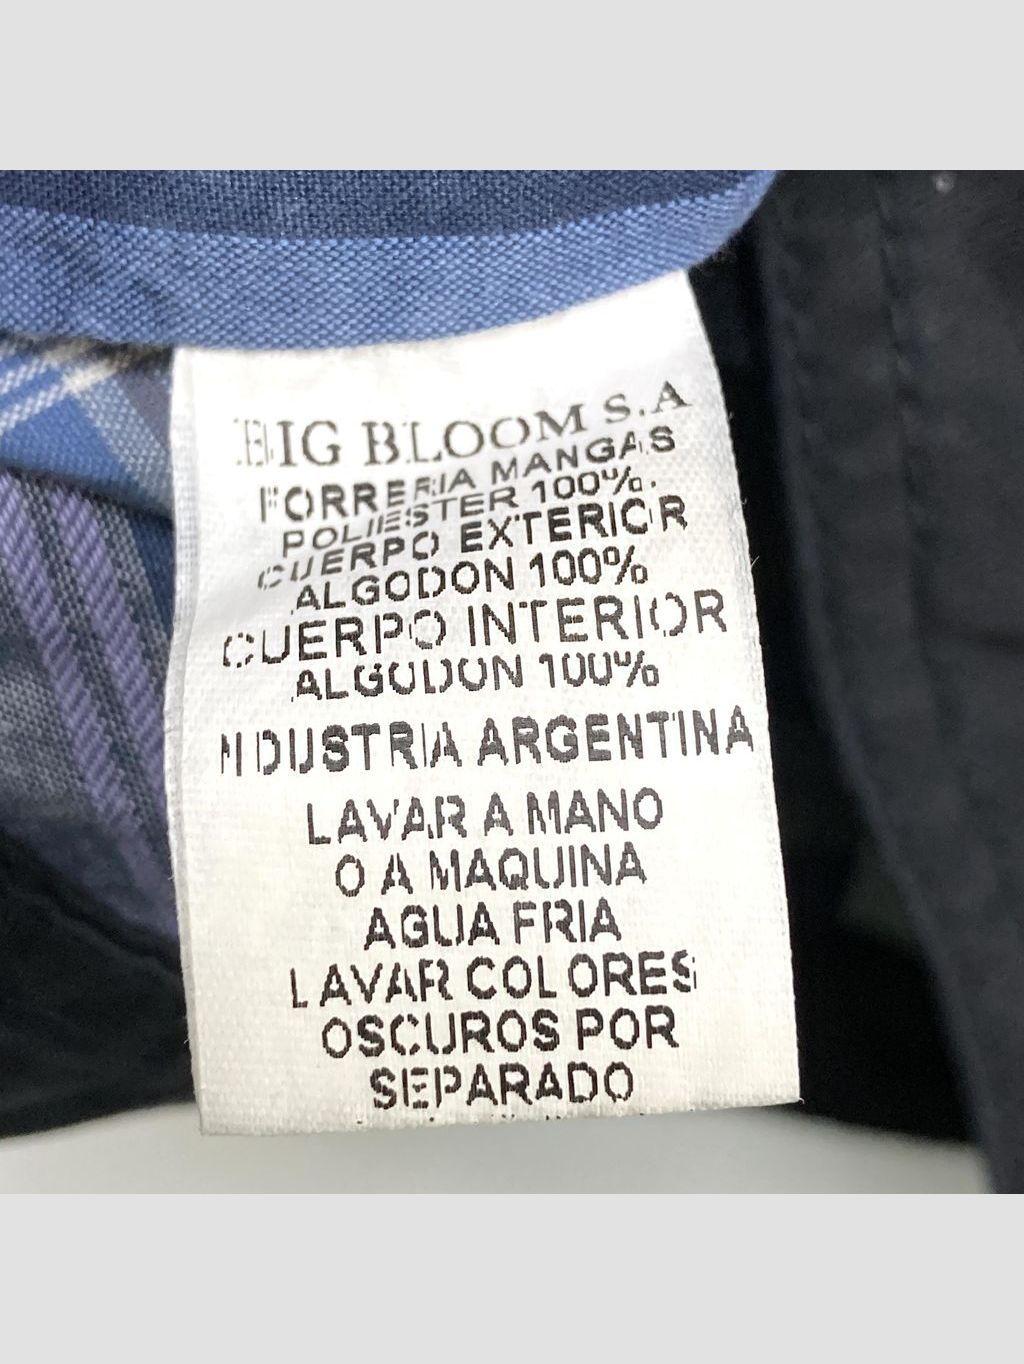 BIG BLOOM S.A
FORRERIA MANGAS
POLIESTER 100%.
CUERPO EXTERIOR
ALGODON 100%
CUERPO INTERIOR
ALGODON 100%
INDUSTRIA ARGENTINA
LAVAR A MANO
O A MAQUINA
AGUA FRIA
LAVAR COLORES
OSCUROS POR
SEPARADO